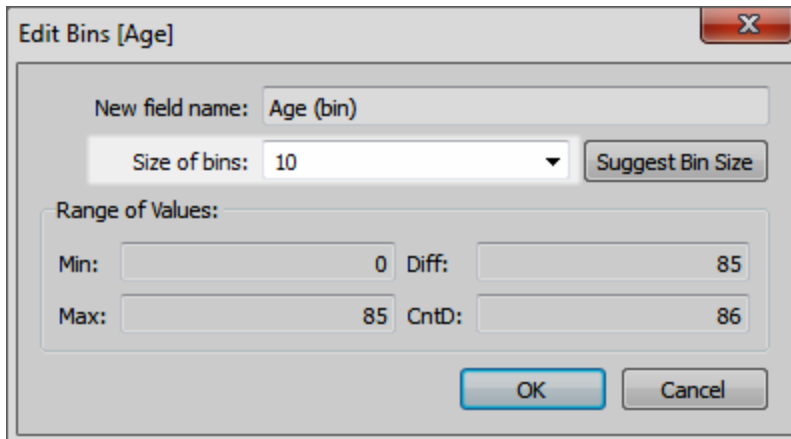 Edit Bins [Age]
New field name: Age (bin)
Size of bins: 10 Suggest Bin Size
Range of Values:
Min: 0 Diff: 85
Max: 85 CntD: 86
OK Cancel